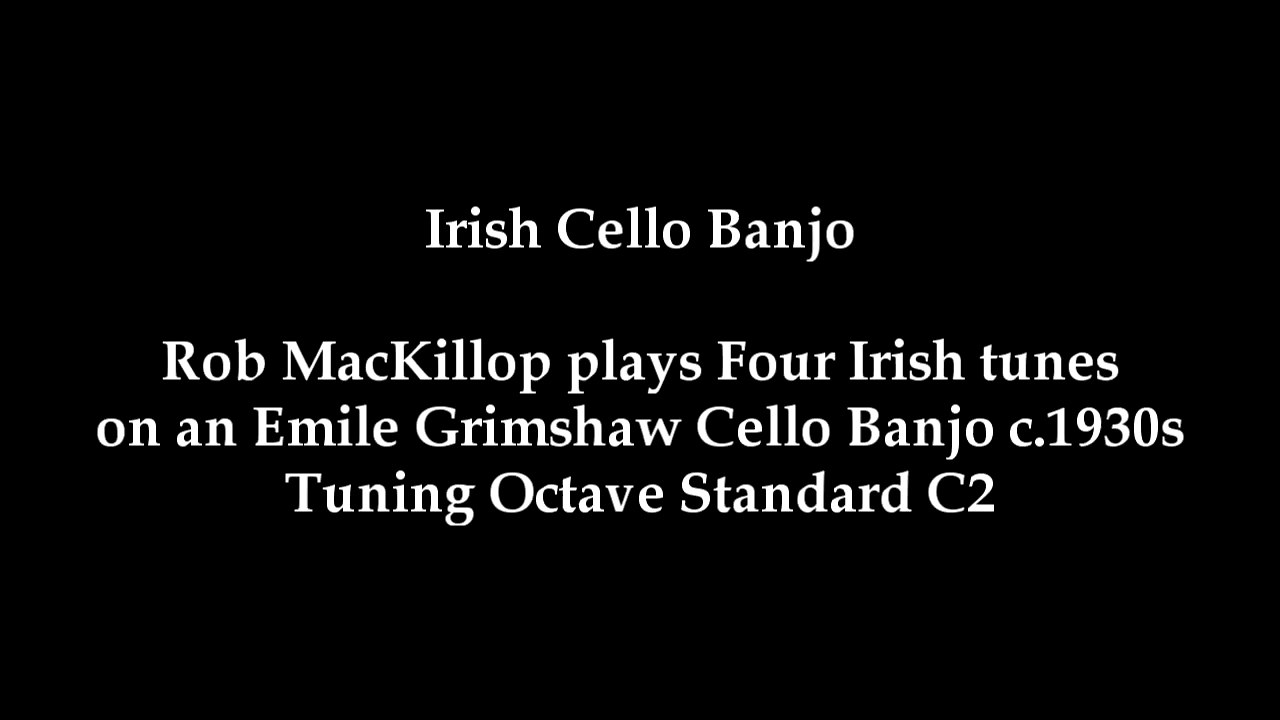 Irish Cello Banjo
Rob MacKillop plays Four Irish tunes
on an Emile Grimshaw Cello Banjo c.1930s
Tuning Octave Standard C2